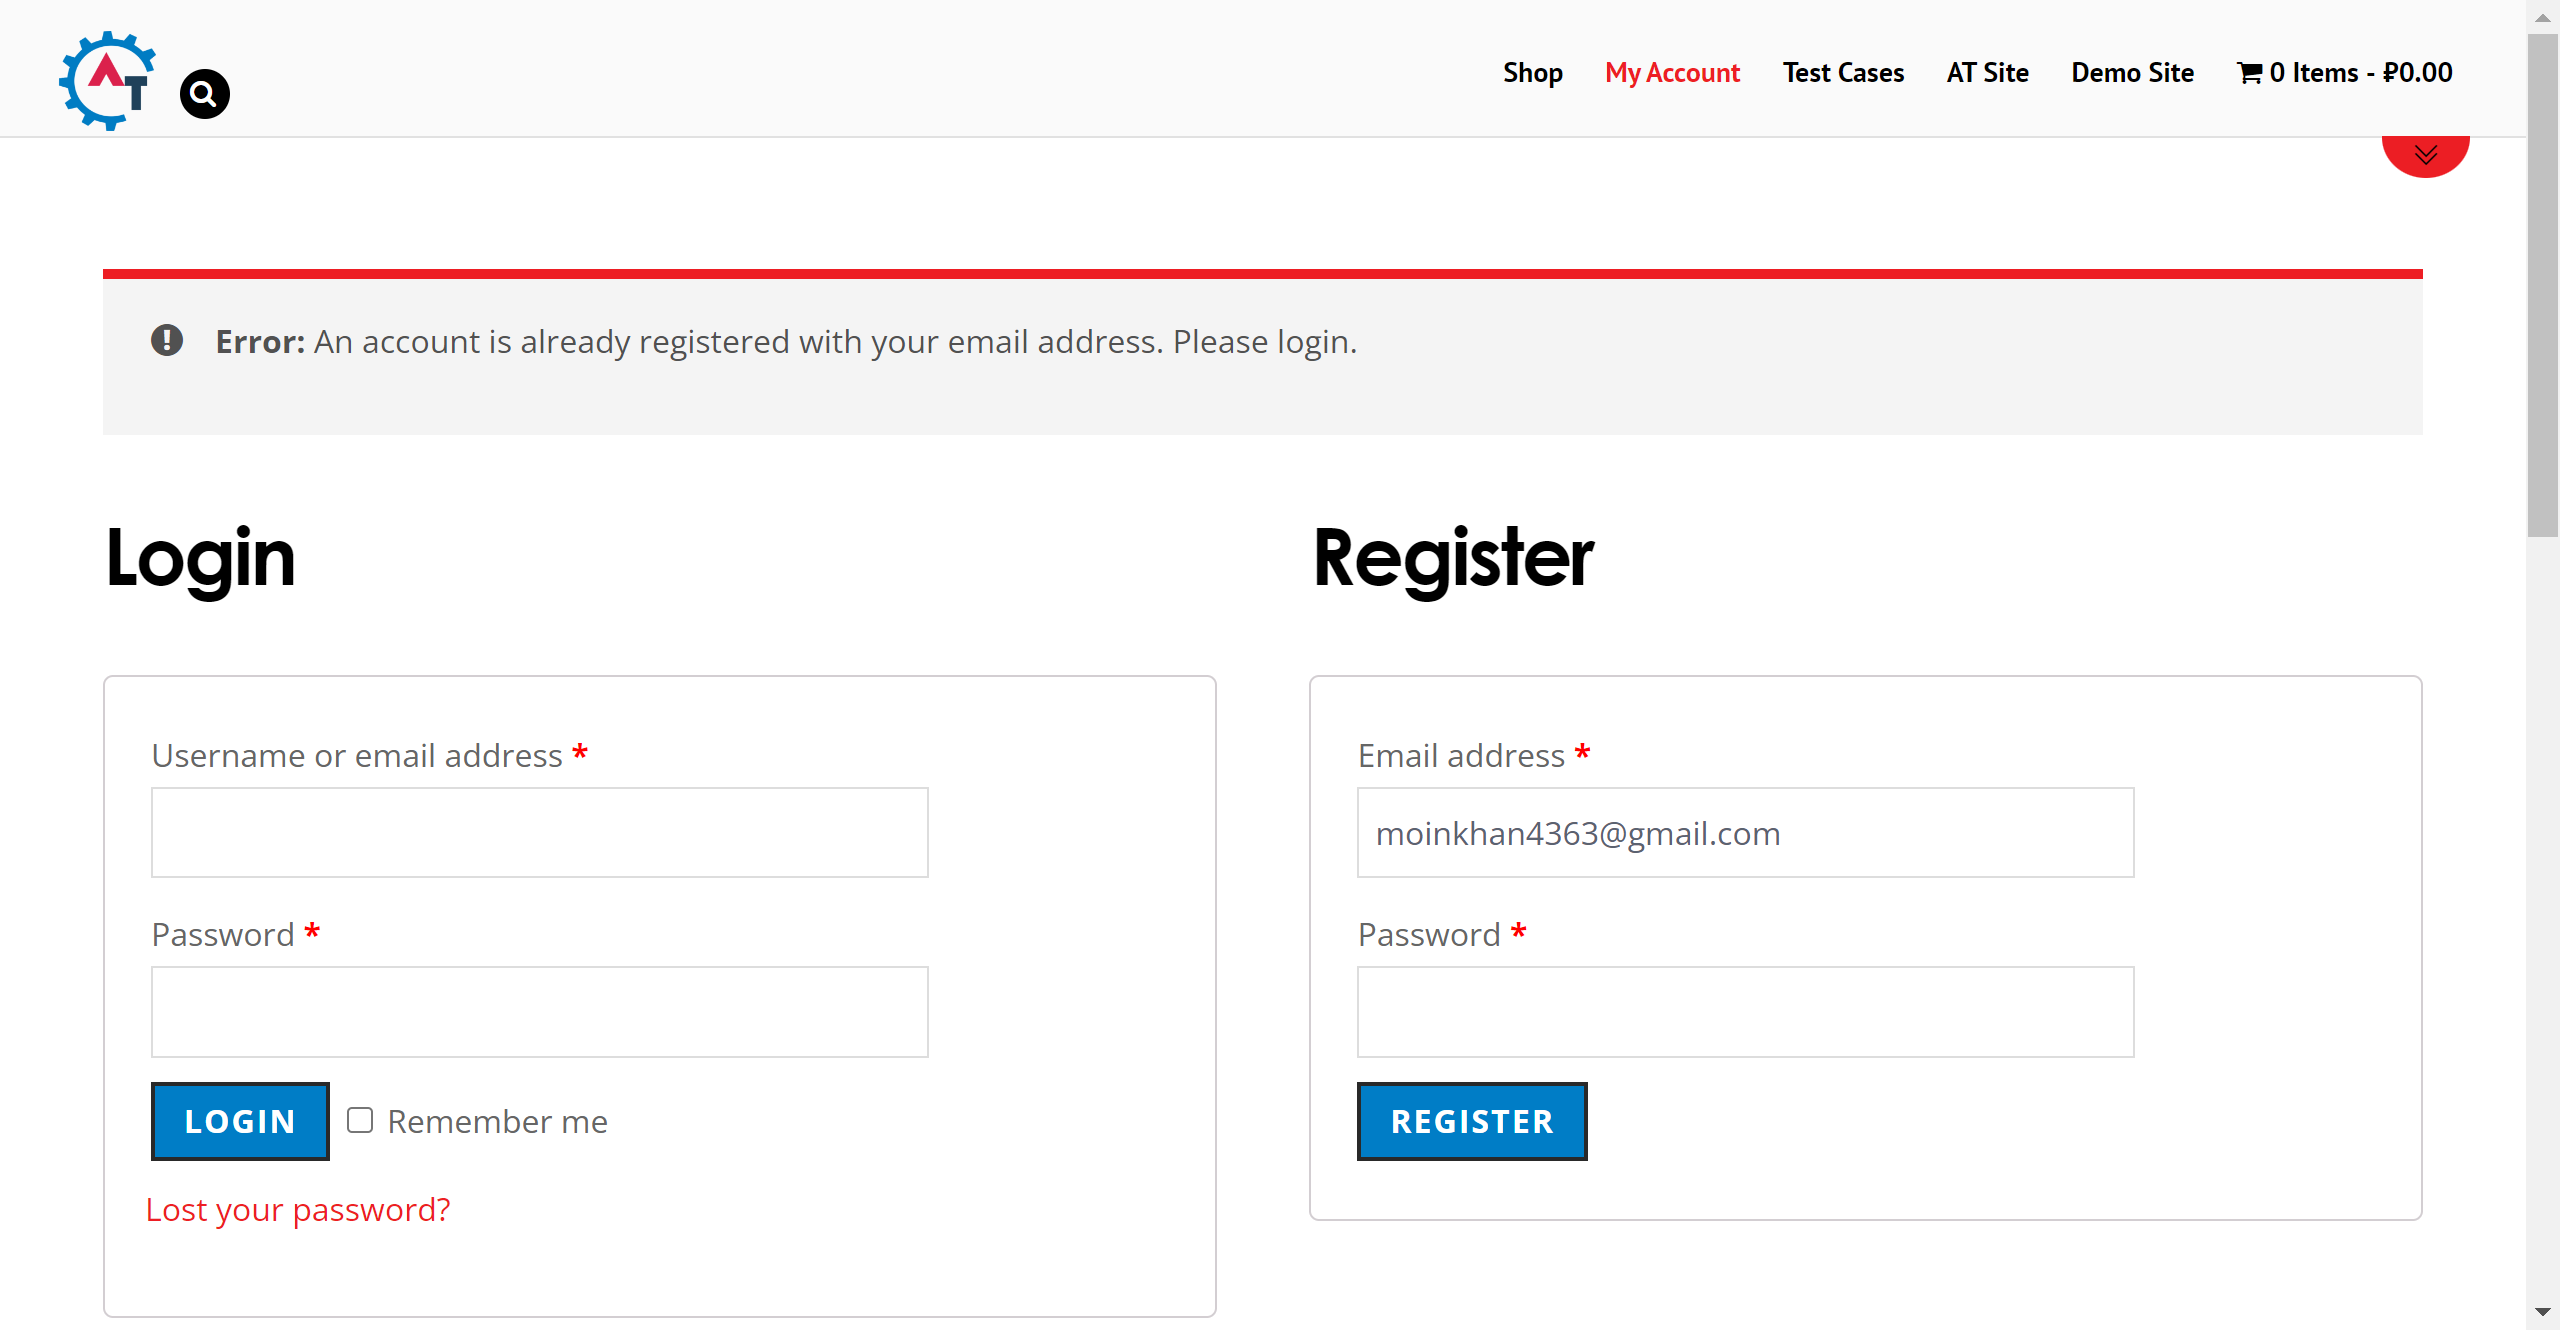 AT
Shop My Account Test Cases AT Site Demo Site 0 Items - ₽0.00
Error: An account is already registered with your email address. Please login.
Login
Register
Username or email address *
Password *
LOGIN Remember me
Lost your password?
Email address *
moinkhan4363@gmail.com
Password *
REGISTER